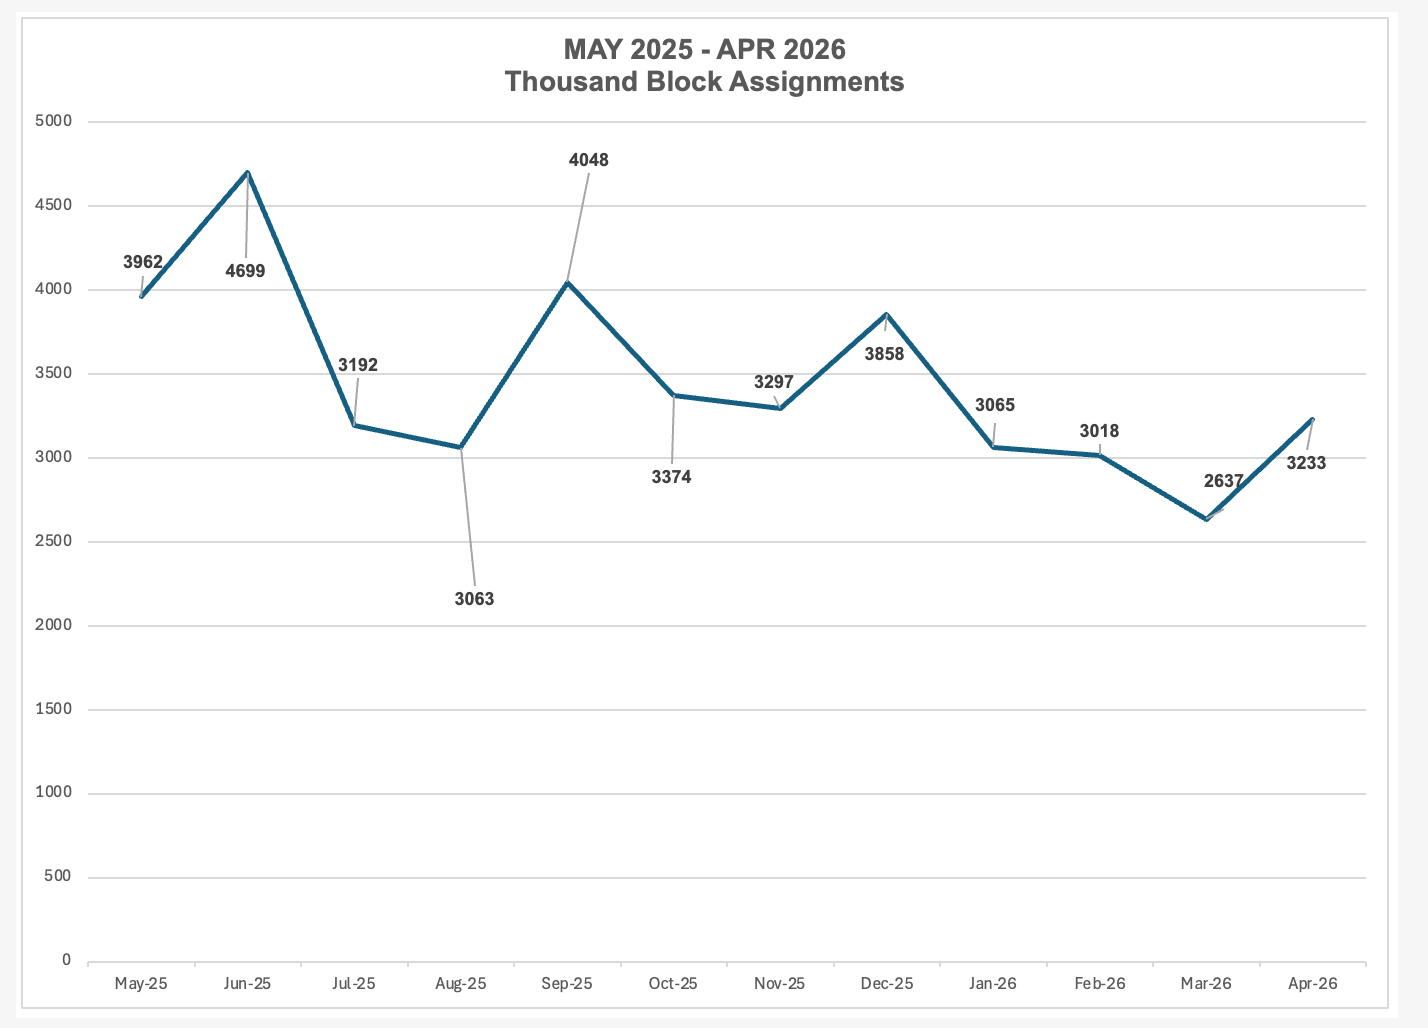 MAY 2025 - APR 2026
Thousand Block Assignments
5000
4500
4000
3500
3000
2500
2000
1500
1000
500
0
3962
4699
3192
3063
4048
3374
3297
3858
3065
3018
2637
3233
May-25
Jun-25
Jul-25
Aug-25
Sep-25
Oct-25
Nov-25
Dec-25
Jan-26
Feb-26
Mar-26
Apr-26